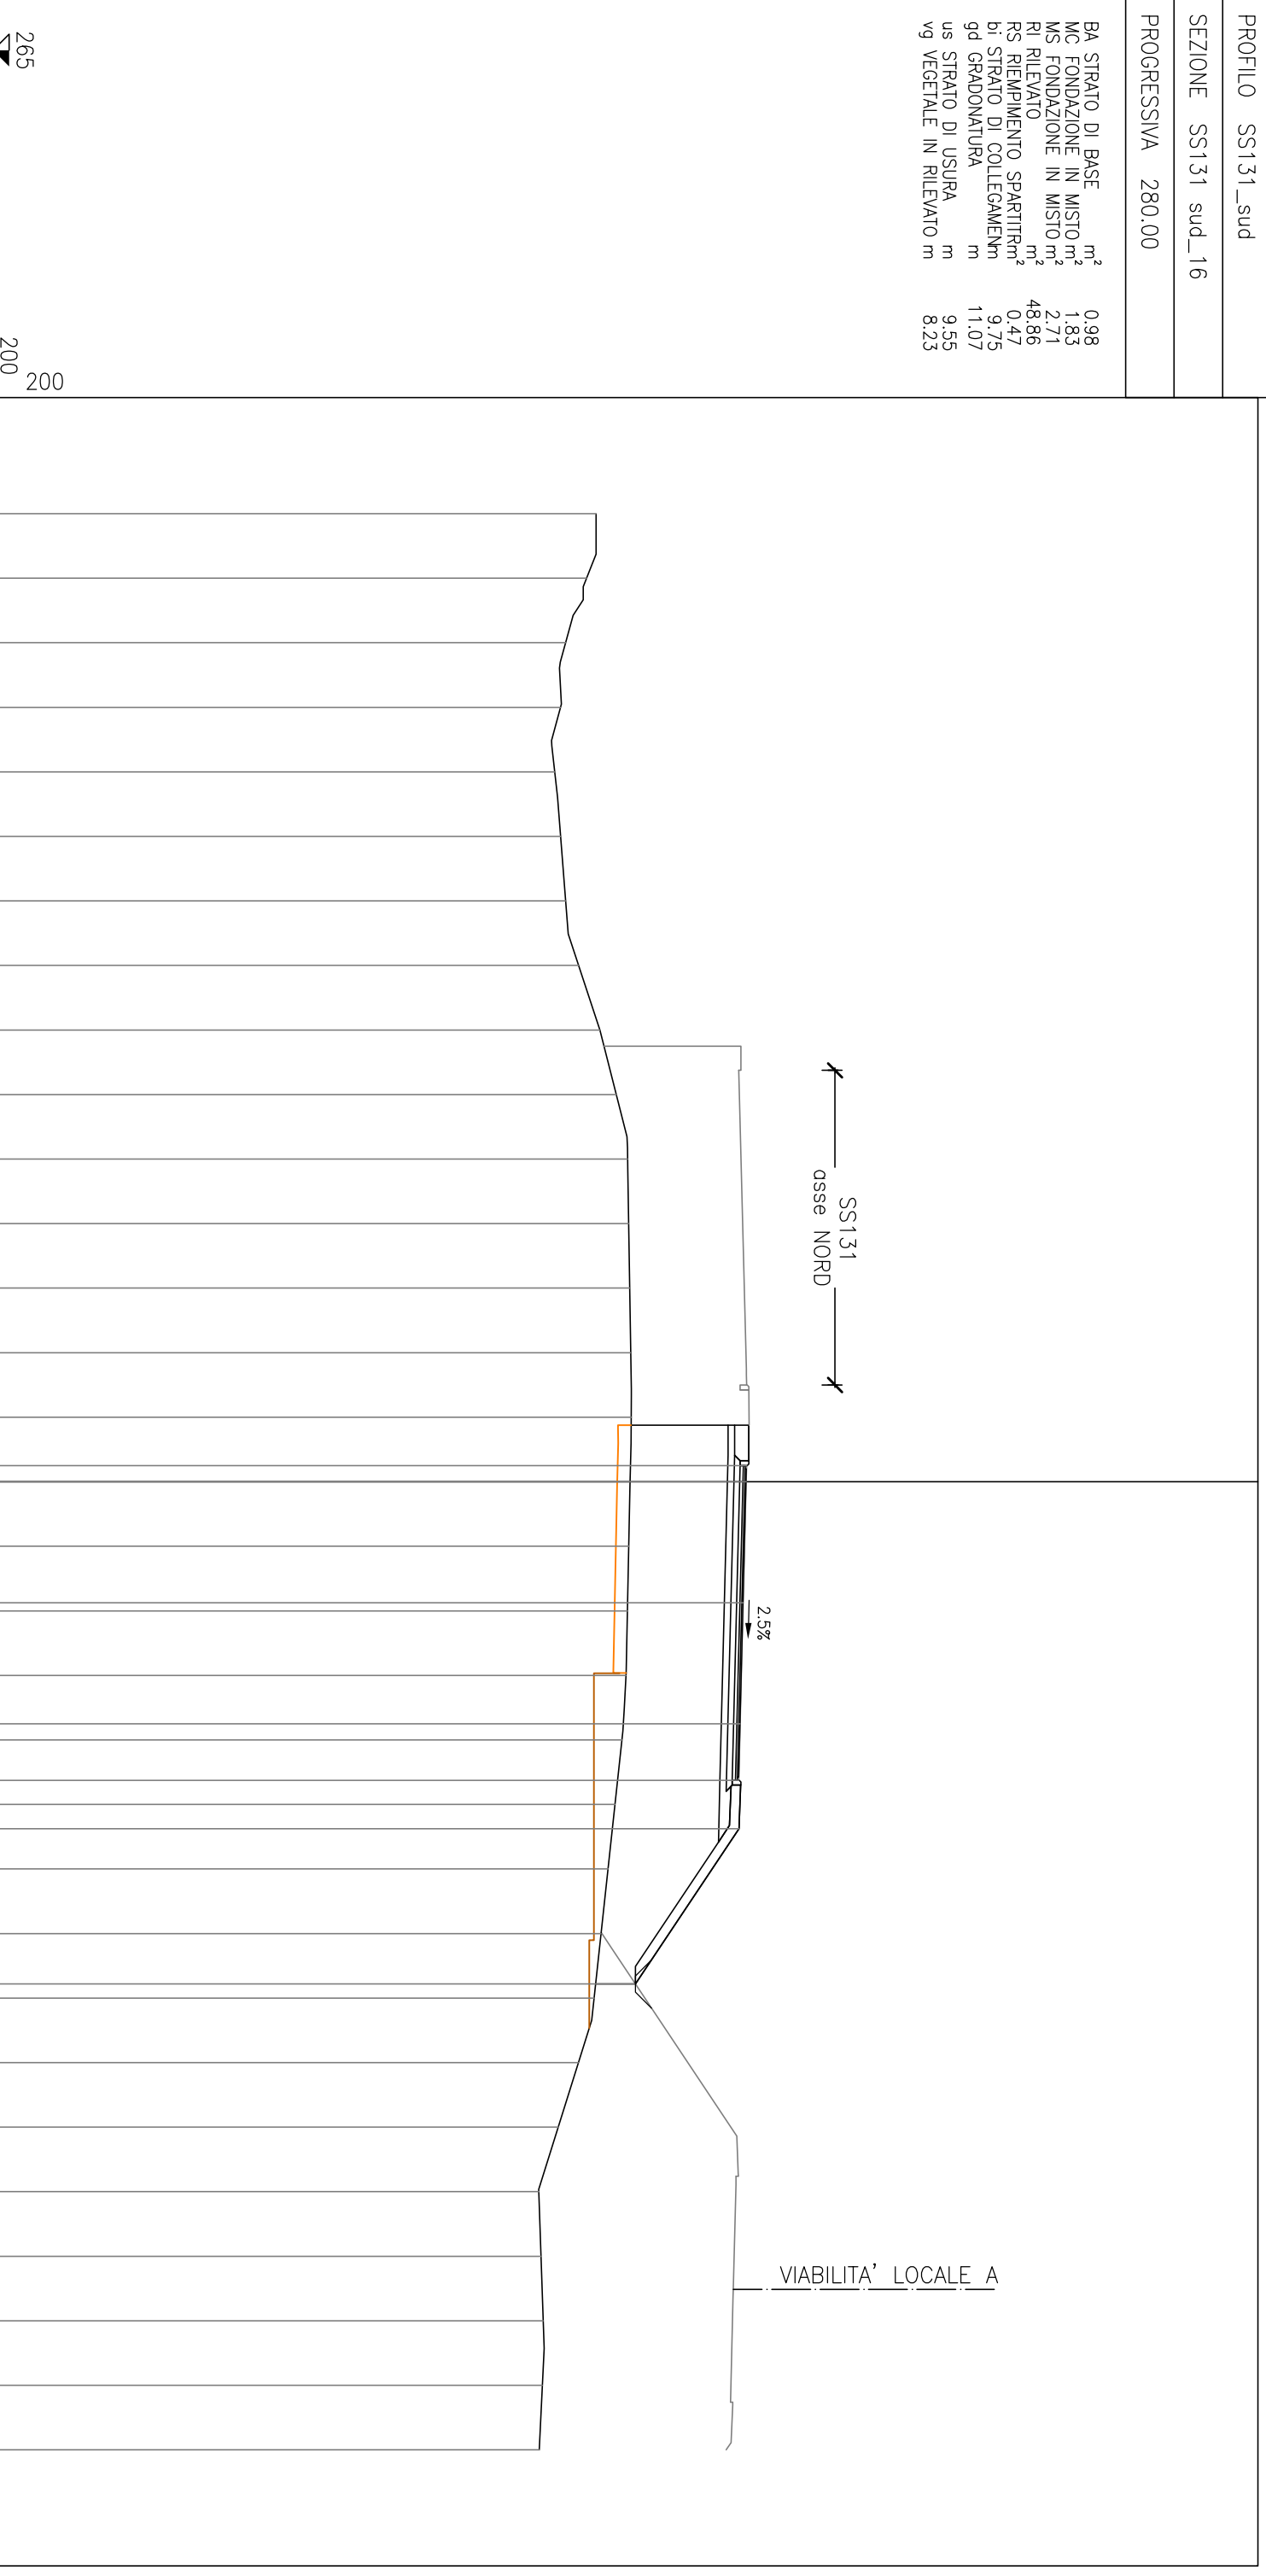 PROFILO SS131_sud
SEZIONE SS131 sud_16
PROGRESSIVA 280.00
BA STRATO DI BASE m² 0.98
MC FONDAZIONE IN MISTO m² 1.83
MS FONDAZIONE IN MISTO m² 2.71
RI RILEVATO m² 48.86
RS RIEMPIMENTO SPARTITR m² 0.47
bi STRATO DI COLLEGAMEN m 9.75
gd GRADONATURA m 11.07
us STRATO DI USURA m 9.55
vg VEGETALE IN RILEVATO m 8.23
SS131
asse NORD
2.5%
VIABILITA' LOCALE A
265
200
200